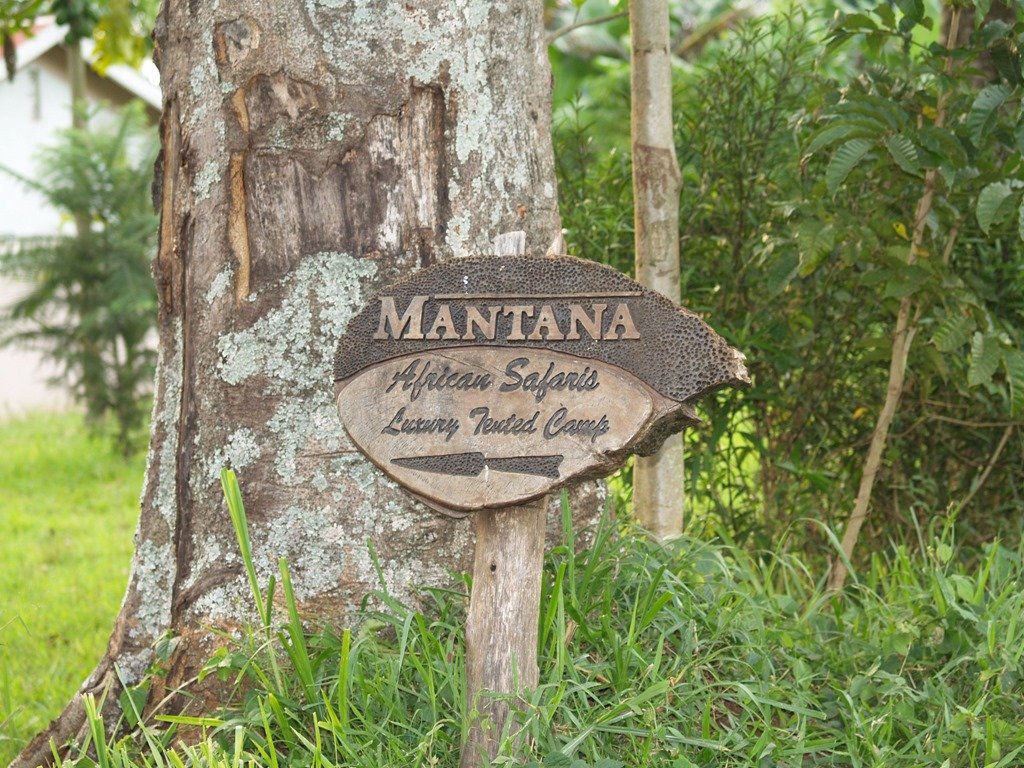 MANTANA
African Safaris
Luxury Tented Camp